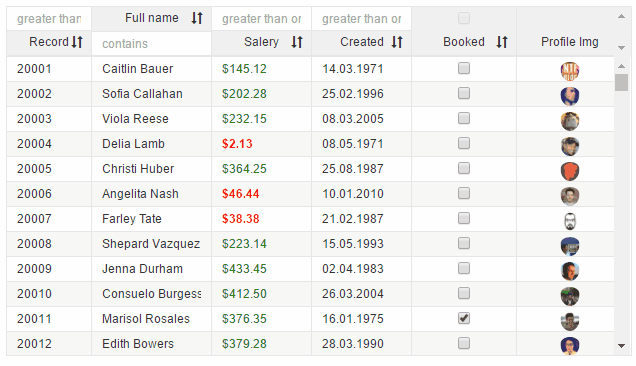 greater than Full name greater than or greater than or
Record contains Salery Created Booked Profile Img
20001 Caitlin Bauer $145.12 14.03.1971
20002 Sofia Callahan $202.28 25.02.1996
20003 Viola Reese $232.15 08.03.2005
20004 Delia Lamb $2.13 08.05.1971
20005 Christi Huber $364.25 25.08.1987
20006 Angelita Nash $46.44 10.01.2010
20007 Farley Tate $38.38 21.02.1987
20008 Shepard Vazquez $223.14 15.05.1993
20009 Jenna Durham $433.45 02.04.1983
20010 Consuelo Burgess $412.50 26.03.2004
20011 Marisol Rosales $376.35 16.01.1975
20012 Edith Bowers $379.28 28.03.1990